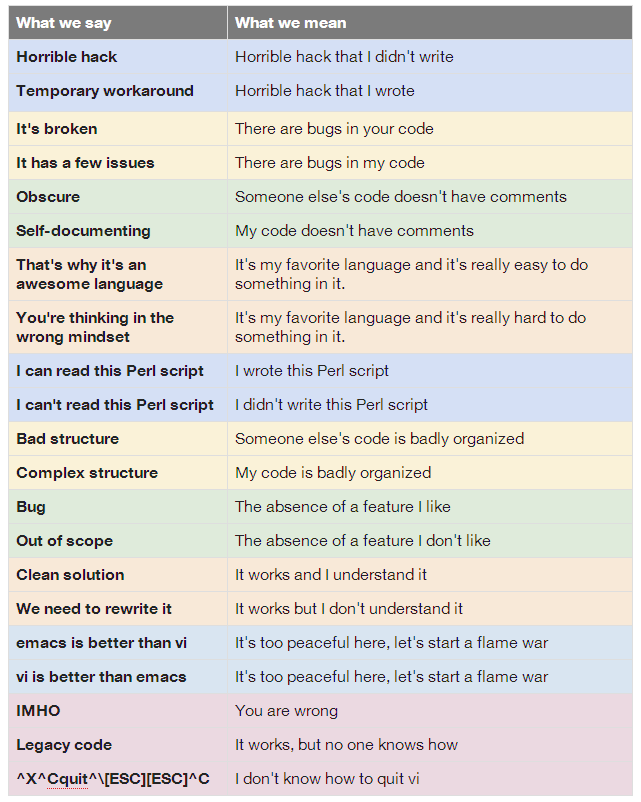 What we say What we mean
Horrible hack Horrible hack that I didn't write
Temporary workaround Horrible hack that I wrote
It's broken There are bugs in your code
It has a few issues There are bugs in my code
Obscure Someone else's code doesn't have comments
Self-documenting My code doesn't have comments
That's why it's an
awesome language
It's my favorite language and it's really easy to do
something in it.
You're thinking in the
wrong mindset
It's my favorite language and it's really hard to do
something in it.
I can read this Perl script I wrote this Perl script
I can't read this Perl script I didn't write this Perl script
Bad structure Someone else's code is badly organized
Complex structure My code is badly organized
Bug The absence of a feature I like
Out of scope The absence of a feature I don't like
Clean solution It works and I understand it
We need to rewrite it It works but I don't understand it
emacs is better than vi It's too peaceful here, let's start a flame war
vi is better than emacs It's too peaceful here, let's start a flame war
IMHO You are wrong
Legacy code It works, but no one knows how
^X^Cquit^\[ESC][ESC]^C I don't know how to quit vi